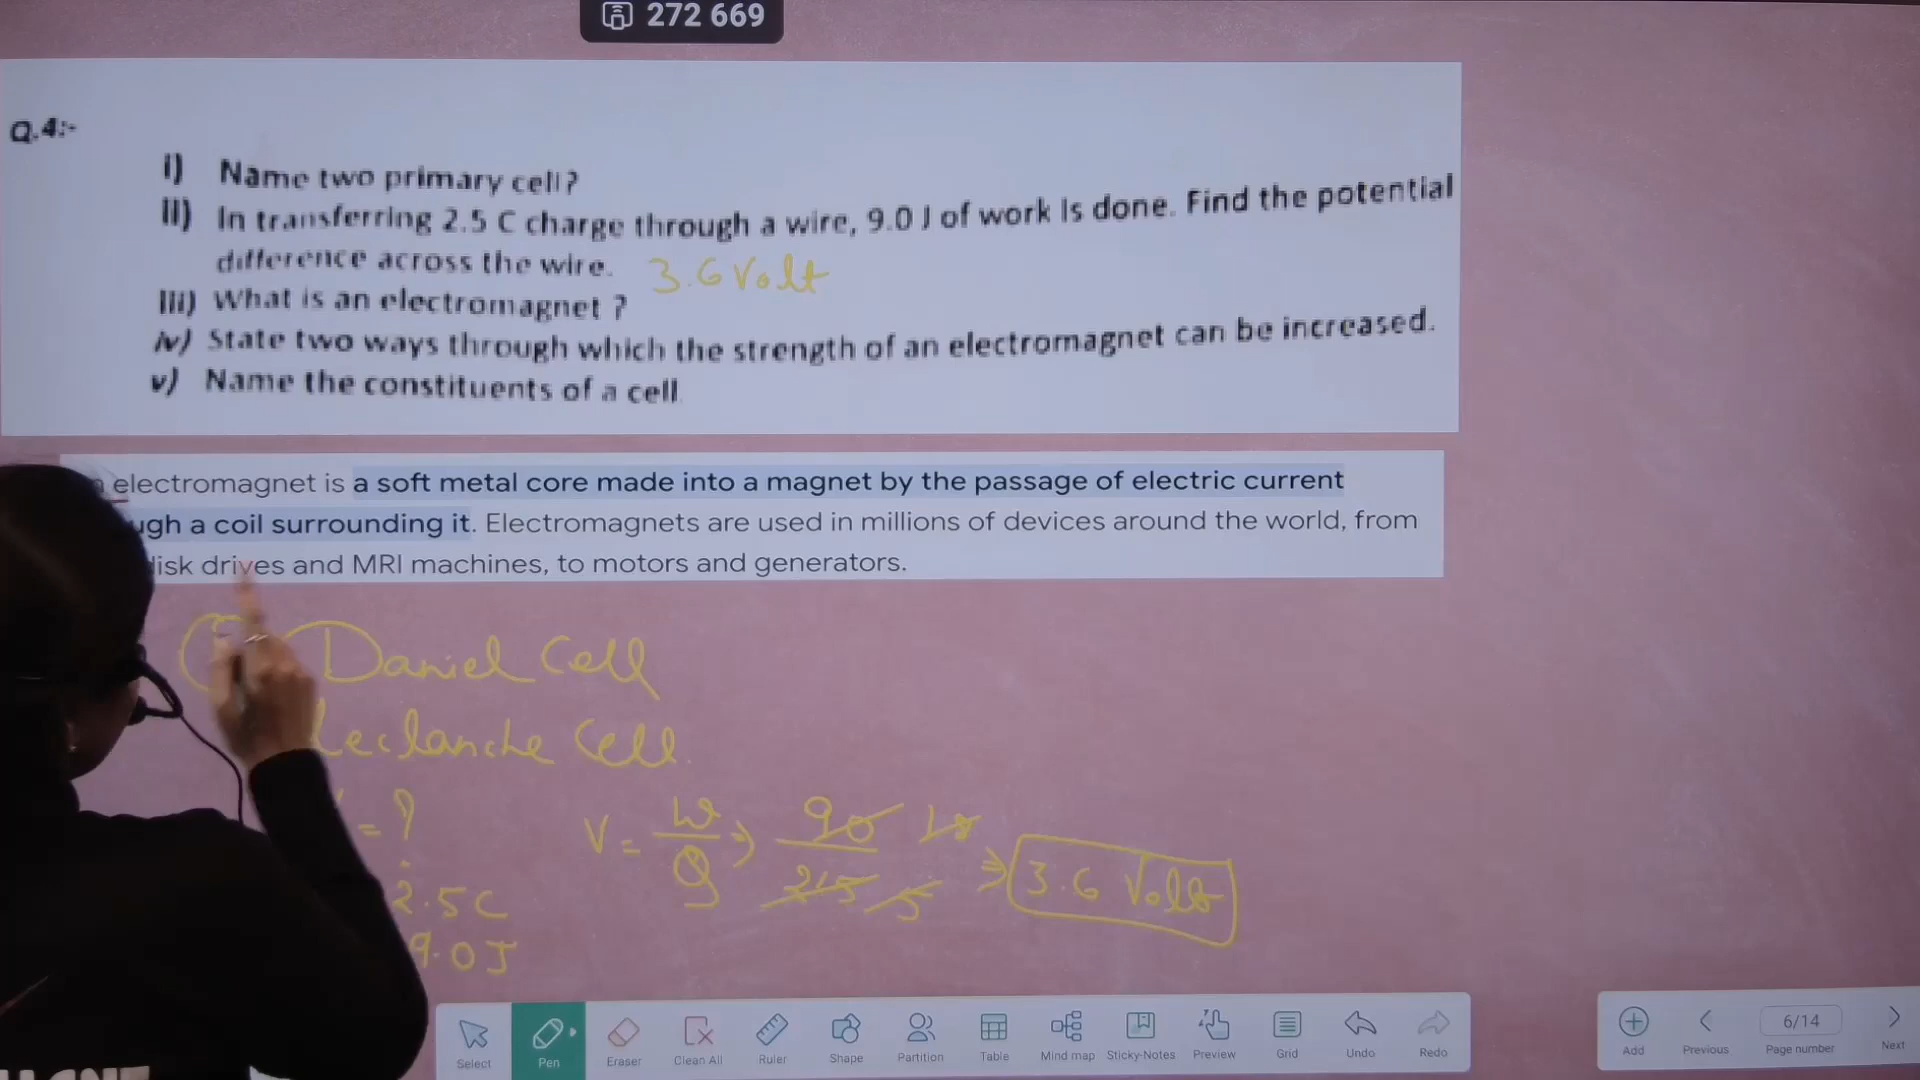 272 669
Q.4:-
i) Name two primary cell?
ii) In transferring 2.5 C charge through a wire, 9.0 J of work is done. Find the potential
difference across the wire. 3.6 Volt
iii) What is an electromagnet ?
iv) State two ways through which the strength of an electromagnet can be increased.
v) Name the constituents of a cell
electromagnet is a soft metal core made into a magnet by the passage of electric current
a coil surrounding it. Electromagnets are used in millions of devices around the world, from
drives and MRI machines, to motors and generators.
Daniel Cell
Leclanche Cell.
= ?
V = W/Q ⇒ 90/25
⇒ 3.6 Volt
2.5C
9.0J
Select
Pen
Eraser
Clean All
Ruler
Shape
Partition
Table
Mind map
Sticky-Notes
Preview
Grid
Undo
Redo
Add
Previous
6/14
Page number
Next